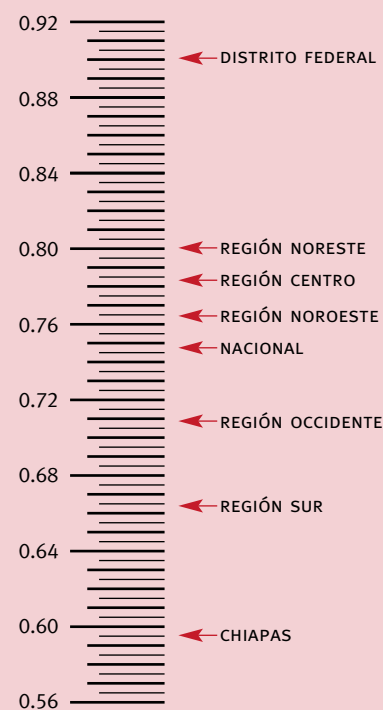 0.92
DISTRITO FEDERAL
0.88
0.84
0.80 REGIÓN NORESTE
REGIÓN CENTRO
REGIÓN NOROESTE
0.76
NACIONAL
0.72
REGIÓN OCCIDENTE
0.68
REGIÓN SUR
0.64
0.60
CHIAPAS
0.56